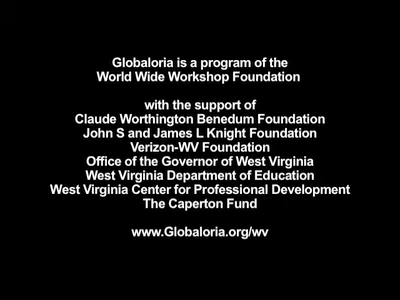 Globaloria is a program of the
World Wide Workshop Foundation
with the support of
Claude Worthington Benedum Foundation
John S and James L Knight Foundation
Verizon-WV Foundation
Office of the Governor of West Virginia
West Virginia Department of Education
West Virginia Center for Professional Development
The Caperton Fund
www.Globaloria.org/wv